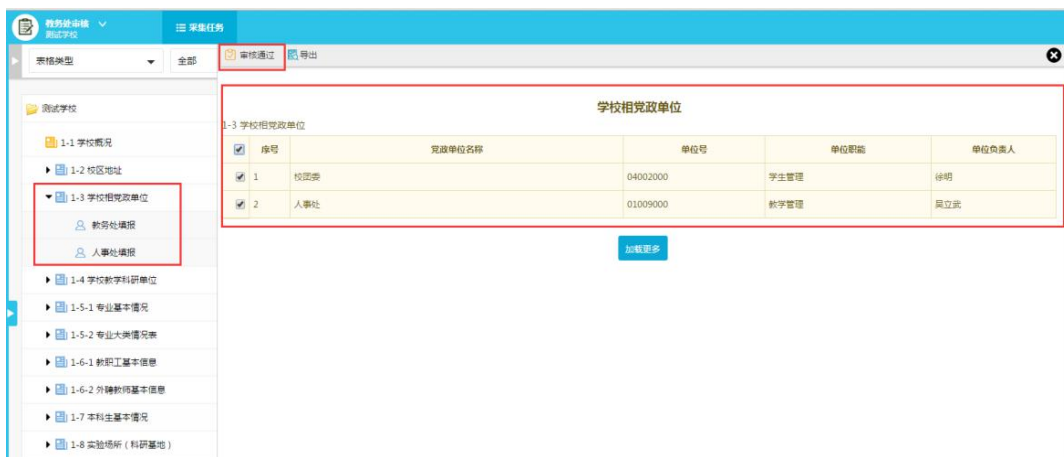 教务处审核
测试学校
采集任务
表格类型
全部
审核通过
导出
测试学校
1-1 学校概况
1-2 校区地址
1-3 学校相党政单位
教务处填报
人事处填报
1-4 学校教学科研单位
1-5-1 专业基本情况
1-5-2 专业大类情况表
1-6-1 教职工基本信息
1-6-2 外聘教师基本信息
1-7 本科生基本情况
1-8 实验场所（科研基地）
学校相党政单位
1-3 学校相党政单位
序号 党政单位名称 单位号 单位职能 单位负责人
1 校团委 04002000 学生管理 徐明
2 人事处 01009000 教学管理 吴立武
加载更多